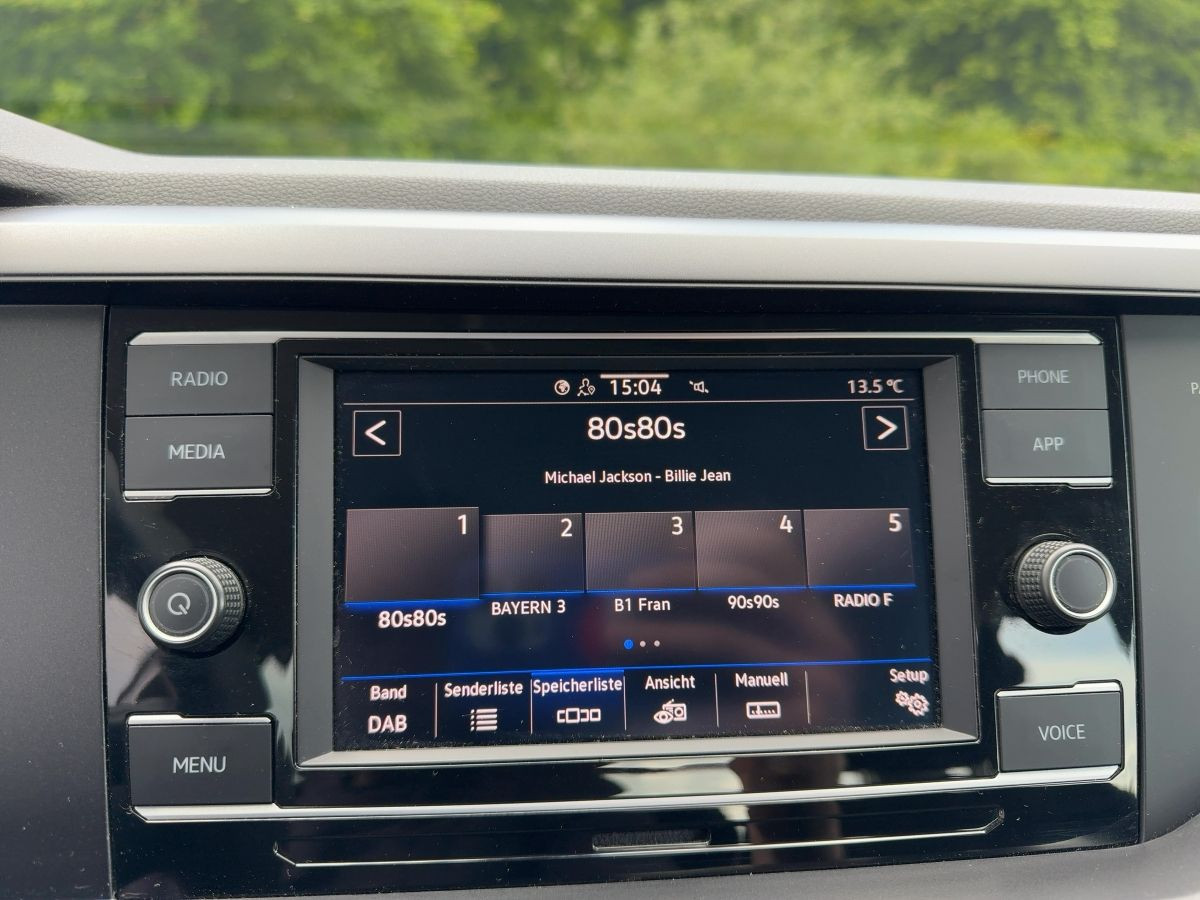 RADIO
MEDIA
MENU
15:04
13.5 °C
80s80s
Michael Jackson - Billie Jean
1 2 3 4 5
80s80s BAYERN 3 B1 Fran 90s90s RADIO F
Band Senderliste Speicherliste Ansicht Manuell Setup
DAB
PHONE
APP
VOICE